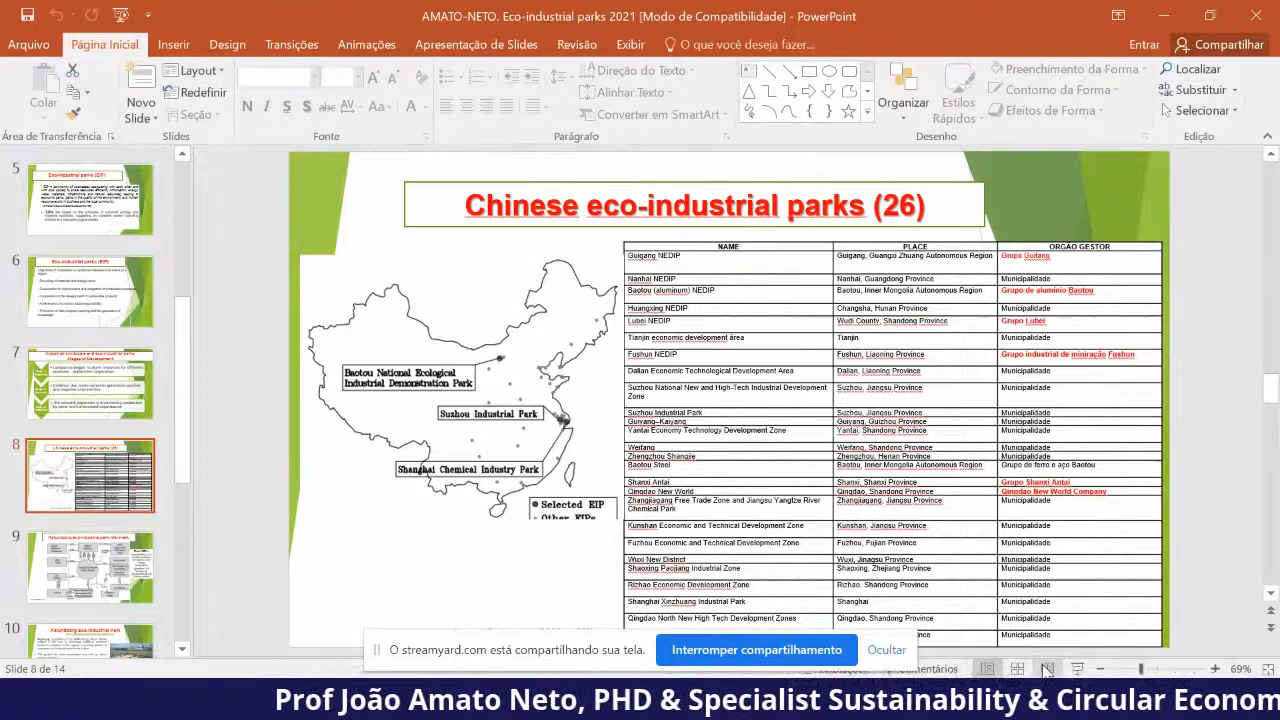 AMATO-NETO. Eco-industrial parks 2021 [Modo de Compatibilidade] - PowerPoint
Arquivo Página Inicial Inserir Design Transições Animações Apresentação de Slides Revisão Exibir O que você deseja fazer... Entrar Compartilhar
Colar Novo Slide Layout Redefinir Seção
Direção do Texto Alinhar Texto Converter em SmartArt
Organizar Estilos Rápidos Preenchimento da Forma Contorno da Forma Efeitos de Forma
Localizar Substituir Selecionar
Área de Transferência Slides Fonte Parágrafo Desenho Edição
5
6
7
8
9
10
Chinese eco-industrial parks (26)
Baotou National Ecological
Industrial Demonstration Park
Suzhou Industrial Park
Shanghai Chemical Industry Park
Selected EIP
Other EIPs
NAME PLACE ORGÃO GESTOR
Guigang NEDIP Guigang, Guangxi Zhuang Autonomous Region Grupo Guitang
Nanhai NEDIP Nanhai, Guangdong Province Municipalidade
Baotou (aluminum) NEDIP Baotou, Inner Mongolia Autonomous Region Grupo de alumínio Baotou
Huangxing NEDIP Changsha, Hunan Province Municipalidade
Lubei NEDIP Wudi County, Shandong Province Grupo Lubei
Tianjin economic development área Tianjin Municipalidade
Fushun NEDIP Fushun, Liaoning Province Grupo industrial de mineração Fushun
Dalian Economic Technological Development Area Dalian, Liaoning Province Municipalidade
Suzhou National New and High-Tech Industrial Development Zone Suzhou, Jiangsu Province Municipalidade
Suzhou Industrial Park Suzhou, Jiangsu Province Municipalidade
Guiyang–Kaiyang Guiyang, Guizhou Province Municipalidade
Yantai Economy Technology Development Zone Yantai, Shandong Province Municipalidade
Weifang Weifang, Shandong Province Municipalidade
Zhengzhou Shangjie Zhengzhou, Henan Province Municipalidade
Baotou Steel Baotou, Inner Mongolia Autonomous Region Grupo de ferro e aço Baotou
Shanxi Antai Shanxi, Shanxi Province Grupo Shanxi Antai
Qingdao New World Qingdao, Shandong Province Qingdao New World Company
Zhangjiagang Free Trade Zone and Jiangsu Yangtze River Chemical Park Zhangjiagang, Jiangsu Province Municipalidade
Kunshan Economic and Technical Development Zone Kunshan, Jiangsu Province Municipalidade
Fuzhou Economic and Technical Development Zone Fuzhou, Fujian Province Municipalidade
Wuxi New District Wuxi, Jinagsu Province Municipalidade
Shaoxing Paojiang Industrial Zone Shaoxing, Zhejiang Province Municipalidade
Rizhao Economic Development Zone Rizhao, Shandong Province Municipalidade
Shanghai Xinzhuang Industrial Park Shanghai Municipalidade
Qingdao North New High Tech Development Zones Qingdao, Shandong Province Municipalidade
Municipalidade
O streamyard.com está compartilhando sua tela. Interromper compartilhamento Ocultar
Slide 8 de 14 69%
Prof João Amato Neto, PHD & Specialist Sustainability & Circular Econom